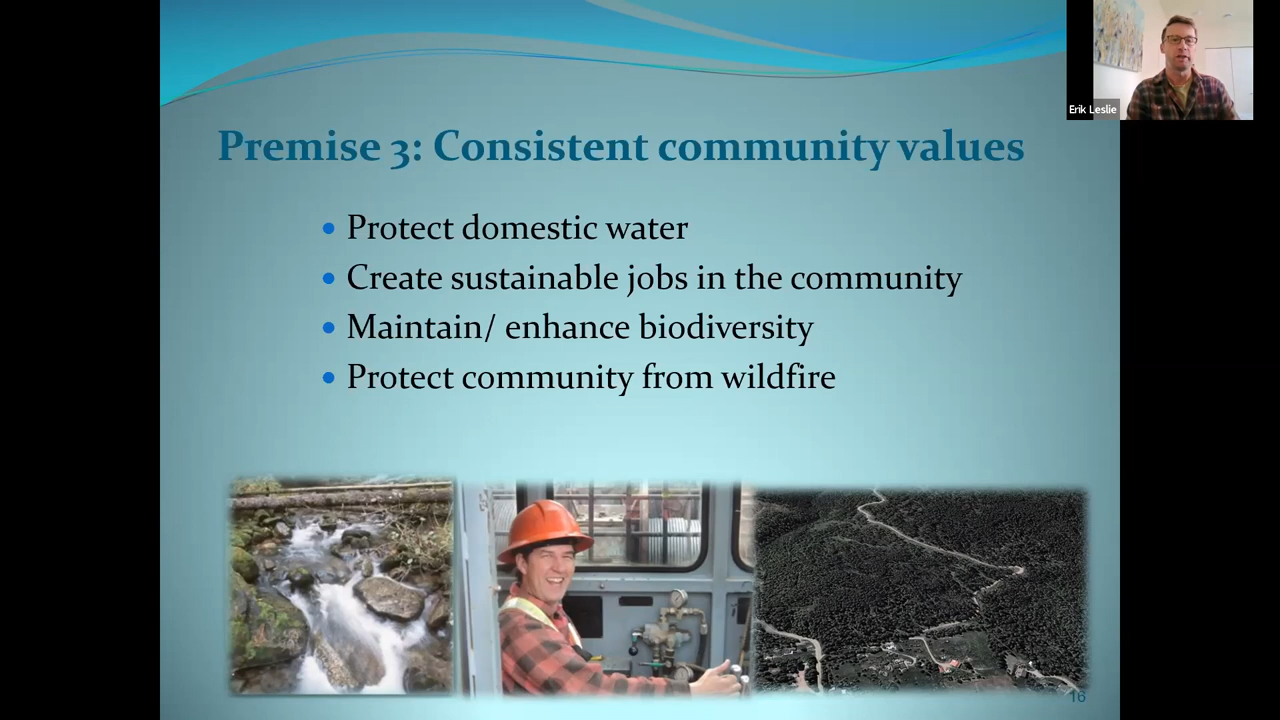 Erik Leslie
Premise 3: Consistent community values
• Protect domestic water
• Create sustainable jobs in the community
• Maintain/ enhance biodiversity
• Protect community from wildfire
16